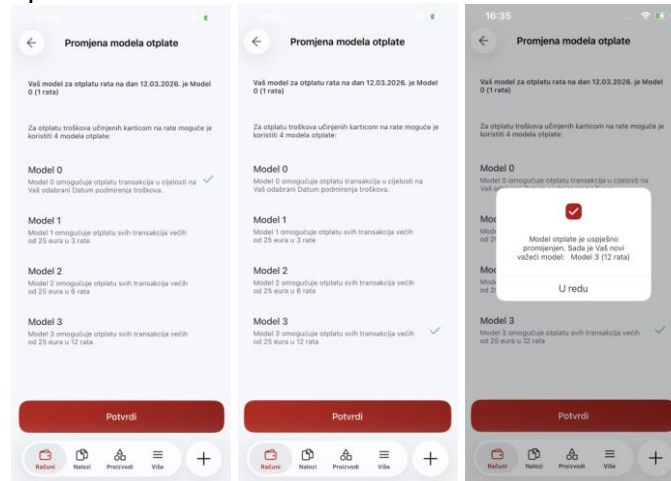 Promjena modela otplate
Vaš model za otplatu rata na dan 12.03.2026. je Model
0 (1 rata)
Za otplatu troškova učinjenih karticom na rate moguće je
koristiti 4 modela otplate:
Model 0
Model 0 omogućuje otplatu transakcija u cijelosti na
Vaš odabrani Datum podmirenja troškova.
Model 1
Model 1 omogućuje otplatu svih transakcija većih
od 25 eura u 3 rate
Model 2
Model 2 omogućuje otplatu svih transakcija većih
od 25 eura u 6 rata
Model 3
Model 3 omogućuje otplatu svih transakcija većih
od 25 eura u 12 rata
Potvrdi
Računi Nalozi Proizvodi Više
Promjena modela otplate
Vaš model za otplatu rata na dan 12.03.2026. je Model
0 (1 rata)
Za otplatu troškova učinjenih karticom na rate moguće je
koristiti 4 modela otplate:
Model 0
Model 0 omogućuje otplatu transakcija u cijelosti na
Vaš odabrani Datum podmirenja troškova.
Model 1
Model 1 omogućuje otplatu svih transakcija većih
od 25 eura u 3 rate
Model 2
Model 2 omogućuje otplatu svih transakcija većih
od 25 eura u 6 rata
Model 3
Model 3 omogućuje otplatu svih transakcija većih
od 25 eura u 12 rata
Potvrdi
Računi Nalozi Proizvodi Više
16:35
Promjena modela otplate
Vaš model za otplatu rata na dan 12.03.2026. je Model
0 (1 rata)
Za otplatu troškova učinjenih karticom na rate moguće je
koristiti 4 modela otplate:
Model 0
Model 0 omogućuje otplatu transakcija u cijelosti na
Model otplate je uspješno
promijenjen. Sada je Vaš novi
važeći model: Model 3 (12 rata)
U redu
Model 3
Model 3 omogućuje otplatu svih transakcija većih
od 25 eura u 12 rata
Potvrdi
Računi Nalozi Proizvodi Više